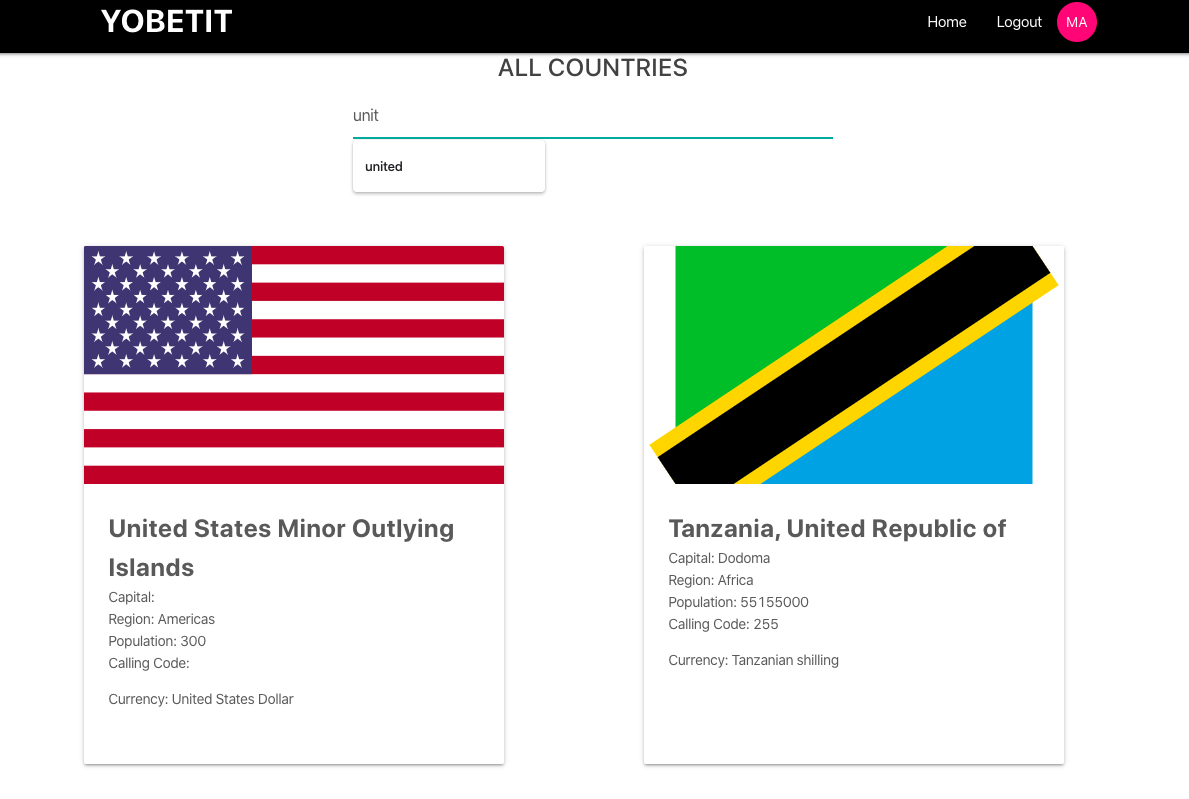 YOBETIT
Home
Logout
MA
ALL COUNTRIES
unit
united
United States Minor Outlying
Islands
Capital:
Region: Americas
Population: 300
Calling Code:
Currency: United States Dollar
Tanzania, United Republic of
Capital: Dodoma
Region: Africa
Population: 55155000
Calling Code: 255
Currency: Tanzanian shilling